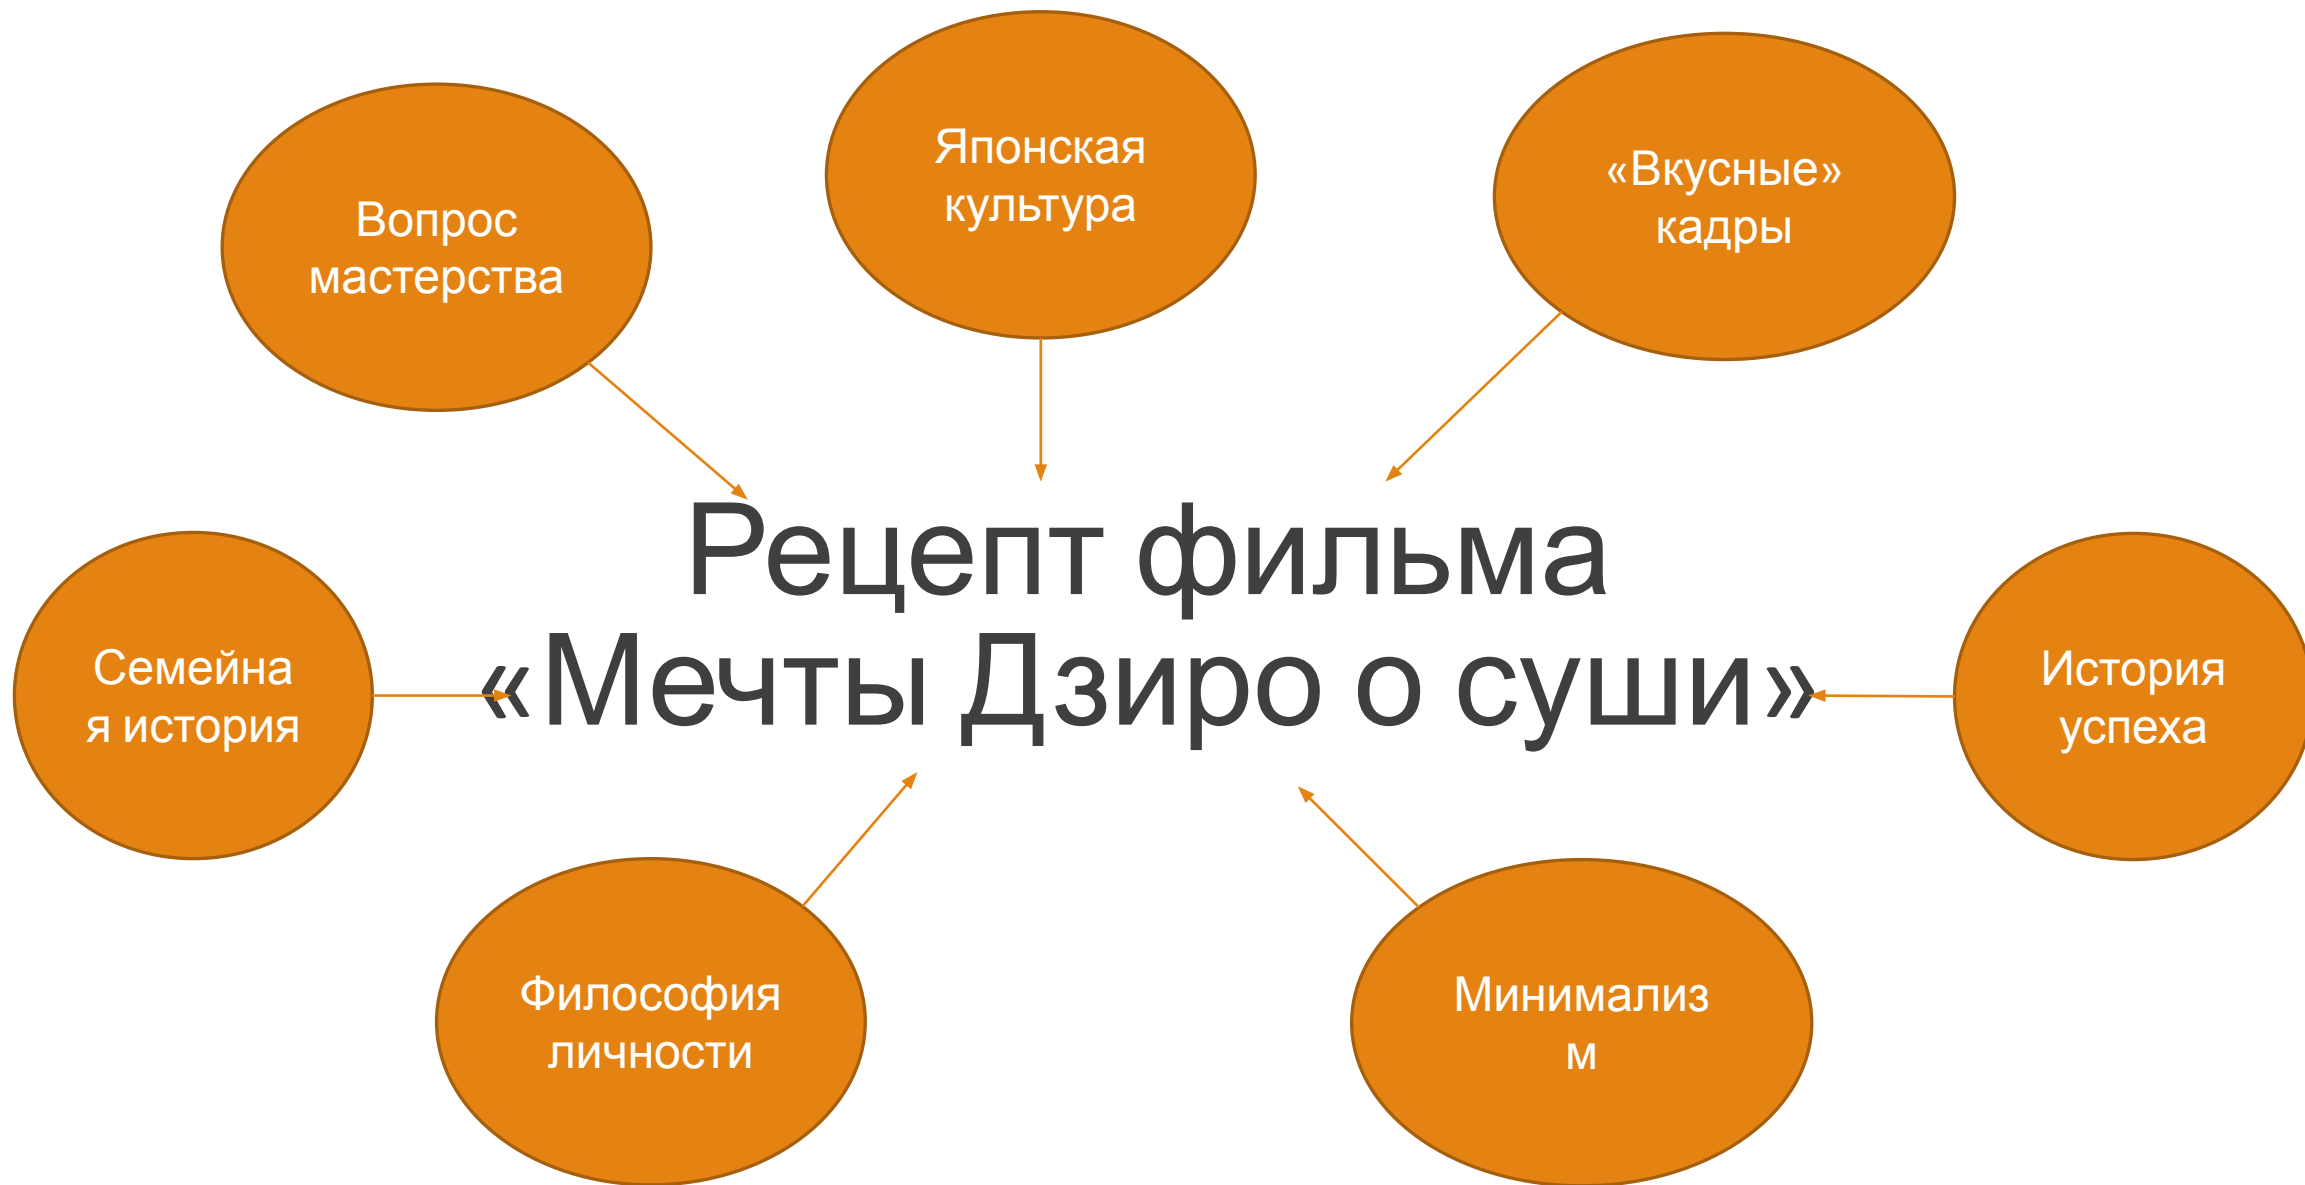 Японская
культура
«Вкусные»
кадры
Вопрос
мастерства
Рецепт фильма
«Мечты Дзиро о суши»
Семейна
я история
История
успеха
Философия
личности
Минимализ
м